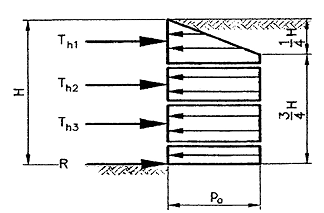 T_h1
1/4 H
H
T_h2
T_h3
3/4 H
R
P_o